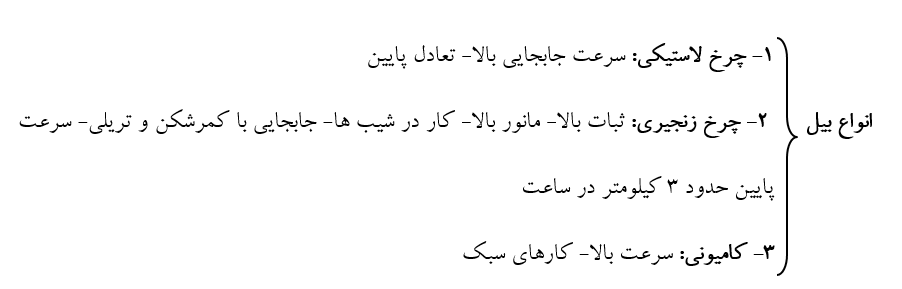 انواع بیل
۱- چرخ لاستیکی: سرعت جابجایی بالا- تعادل پایین
۲- چرخ زنجیری: ثبات بالا- مانور بالا- کار در شیب ها- جابجایی با کمرشکن و تریلی- سرعت
پایین حدود ۳ کیلومتر در ساعت
۳- کامیونی: سرعت بالا- کارهای سبک